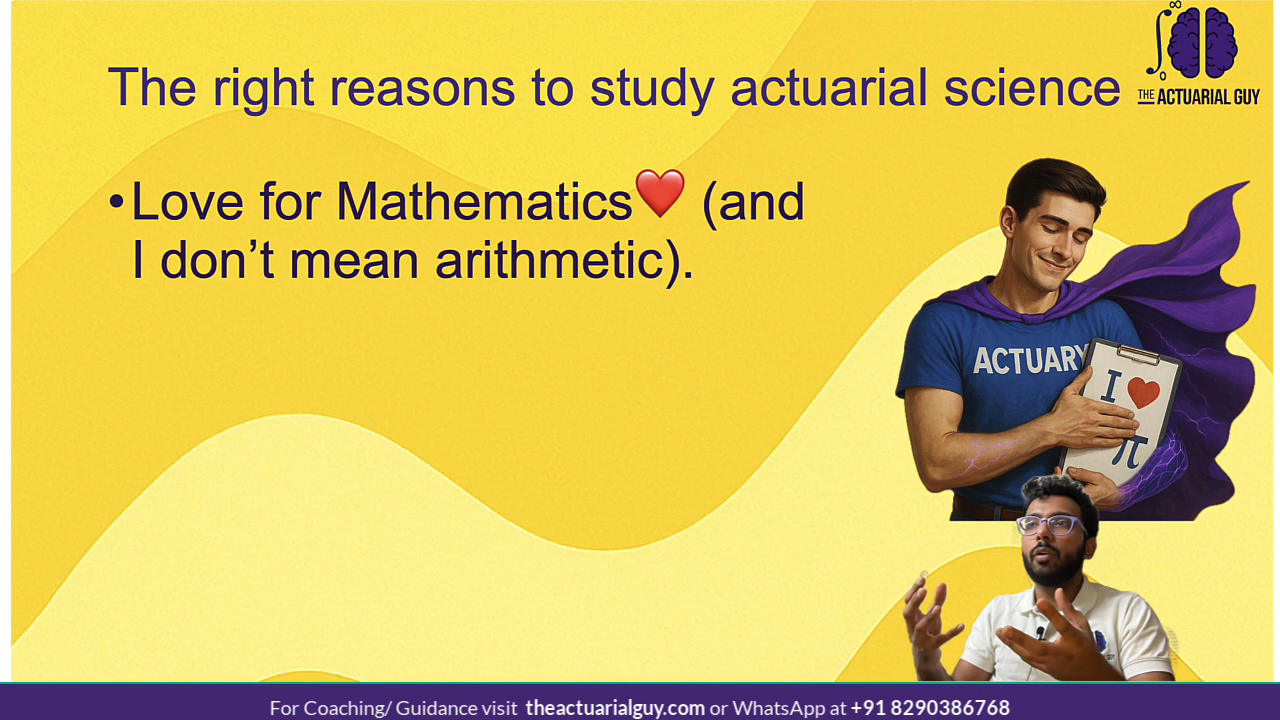 The right reasons to study actuarial science
∞
0
THE ACTUARIAL GUY
•Love for Mathematics❤️ (and
I don’t mean arithmetic).
ACTUARY
I ❤️
π
For Coaching/ Guidance visit theactuarialguy.com or WhatsApp at +91 8290386768